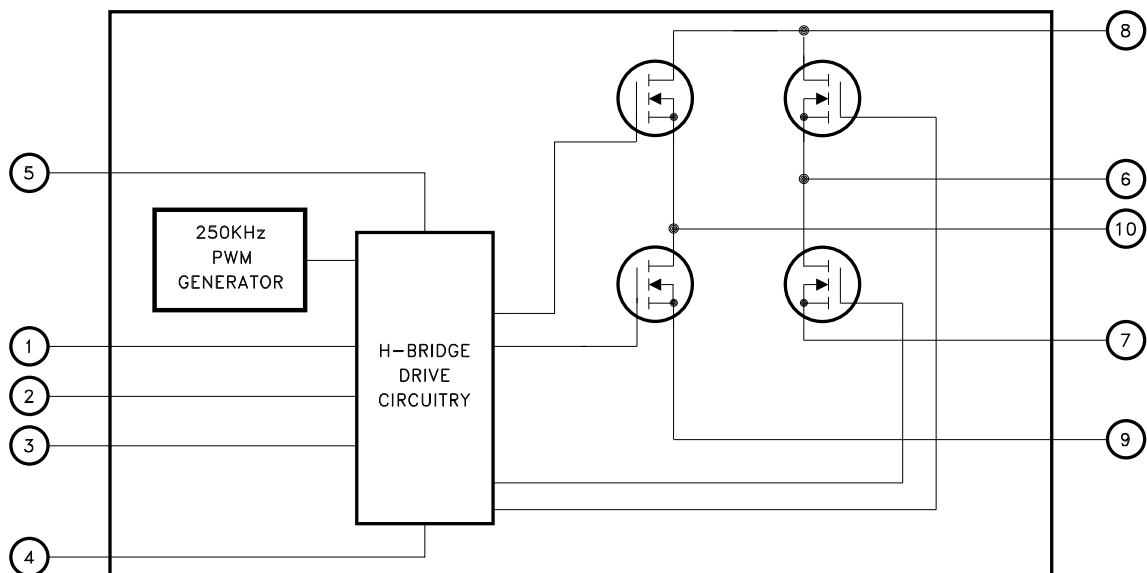 8
5
6
250KHz
PWM
GENERATOR
10
1
H-BRIDGE
DRIVE
CIRCUITRY
7
2
3
9
4